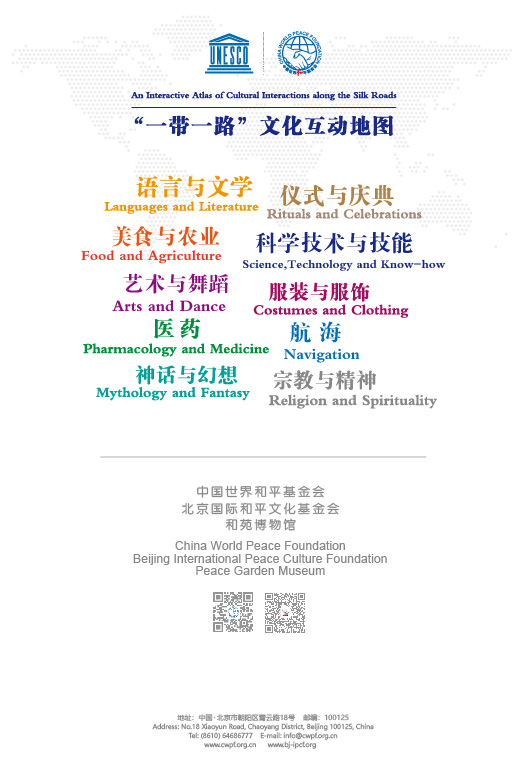 UNESCO
CHINA WORLD PEACE FOUNDATION
An Interactive Atlas of Cultural Interactions along the Silk Roads
“一带一路”文化互动地图
语言与文学
Languages and Literature
仪式与庆典
Rituals and Celebrations
美食与农业
Food and Agriculture
科学技术与技能
Science,Technology and Know-how
艺术与舞蹈
Arts and Dance
服装与服饰
Costumes and Clothing
医药
Pharmacology and Medicine
航海
Navigation
神话与幻想
Mythology and Fantasy
宗教与精神
Religion and Spirituality
中国世界和平基金会
北京国际和平文化基金会
和苑博物馆
China World Peace Foundation
Beijing International Peace Culture Foundation
Peace Garden Museum
地址：中国·北京市朝阳区霄云路18号 邮编：100125
Address: No.18 Xiaoyun Road, Chaoyang District, Beijing 100125, China
Tel: (8610) 64686777 E-mail: info@cwpf.org.cn
www.cwpf.org.cn www.bj-ipcf.org